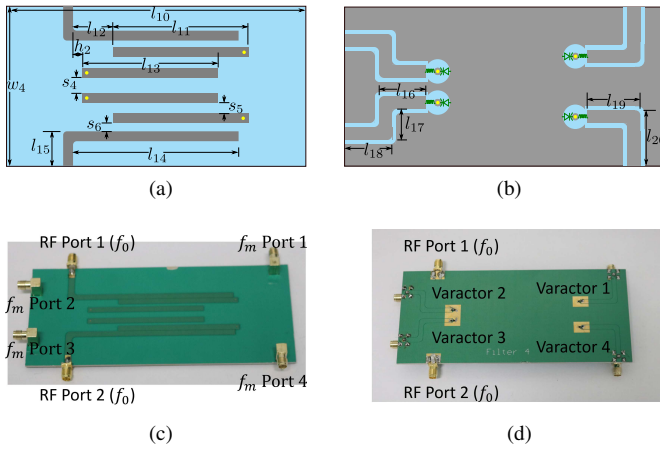 l10
l12 l11
h2
l13
w4
s4
s5
s6
l15
l14
(a)
l16
l17
l18
l19
l20
(b)
RF Port 1 (f0)
fm Port 1
fm Port 2
fm Port 3
fm Port 4
RF Port 2 (f0)
(c)
RF Port 1 (f0)
Varactor 2
Varactor 1
Varactor 3
Varactor 4
Filter 4
RF Port 2 (f0)
(d)